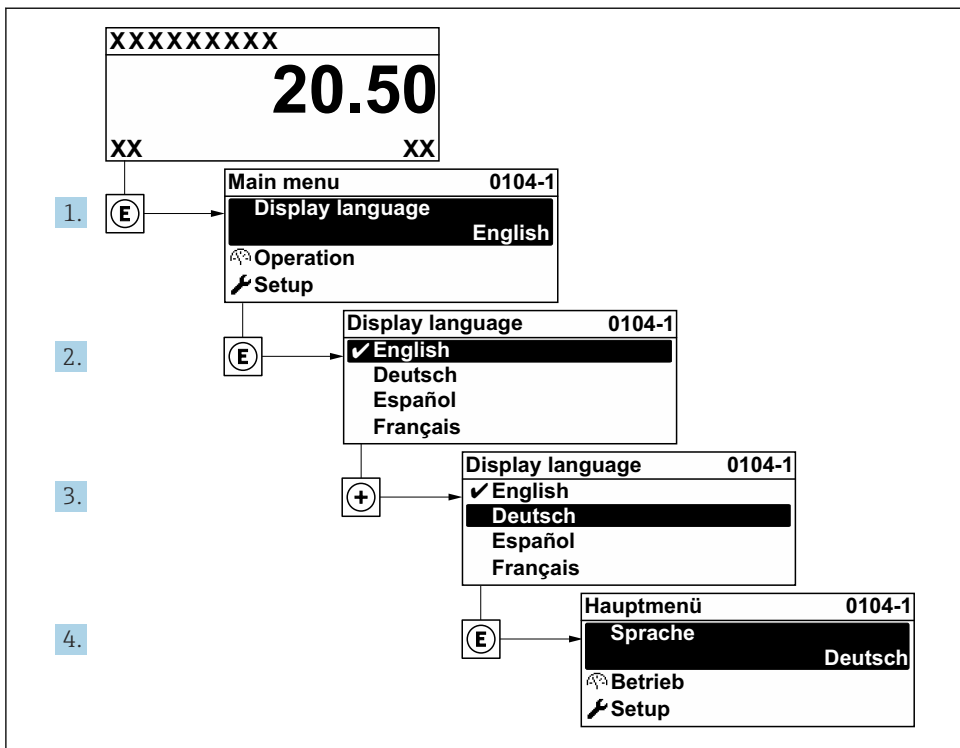 XXXXXXXXX
20.50
XX XX
1. E
Main menu 0104-1
Display language
English
Operation
Setup
2. E
Display language 0104-1
✔ English
Deutsch
Español
Français
3. +
Display language 0104-1
✔ English
Deutsch
Español
Français
4. E
Hauptmenü 0104-1
Sprache
Deutsch
Betrieb
Setup